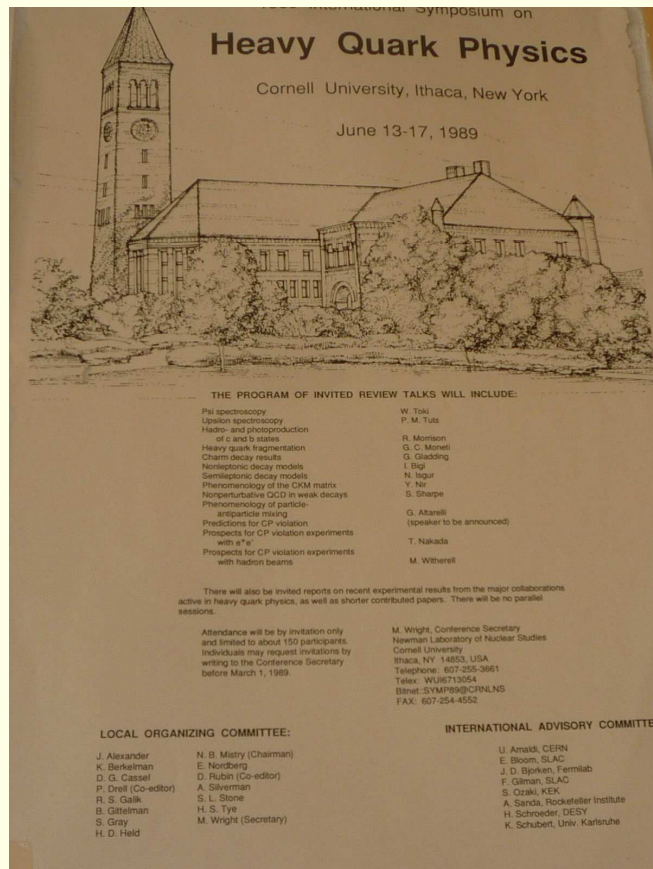 International Symposium on
Heavy Quark Physics
Cornell University, Ithaca, New York
June 13-17, 1989
THE PROGRAM OF INVITED REVIEW TALKS WILL INCLUDE:
Psi spectroscopy W. Toki
Upsilon spectroscopy P. M. Tuts
Hadro- and photoproduction
of c and b states R. Morrison
Heavy quark fragmentation G. C. Moneti
Charm decay results G. Gladding
Nonleptonic decay models I. Bigi
Semileptonic decay models N. Isgur
Phenomenology of the CKM matrix Y. Nir
Nonperturbative QCD in weak decays S. Sharpe
Phenomenology of particle-
antiparticle mixing G. Altarelli
Predictions for CP violation (speaker to be announced)
Prospects for CP violation experiments
with e⁺e⁻ T. Nakada
Prospects for CP violation experiments
with hadron beams M. Witherell
There will also be invited reports on recent experimental results from the major collaborations
active in heavy quark physics, as well as shorter contributed papers. There will be no parallel
sessions.
Attendance will be by invitation only
and limited to about 150 participants.
Individuals may request invitations by
writing to the Conference Secretary
before March 1, 1989.
M. Wright, Conference Secretary
Newman Laboratory of Nuclear Studies
Cornell University
Ithaca, NY 14853, USA
Telephone: 607-255-3661
Telex: WUI6713054
Bitnet:SYMP89@CRNLNS
FAX: 607-254-4552
LOCAL ORGANIZING COMMITTEE:
J. Alexander
K. Berkelman
D. G. Cassel
P. Drell (Co-editor)
R. S. Galik
B. Gittelman
S. Gray
H. D. Held
N. B. Mistry (Chairman)
E. Nordberg
D. Rubin (Co-editor)
A. Silverman
S. L. Stone
H. S. Tye
M. Wright (Secretary)
INTERNATIONAL ADVISORY COMMITTE
U. Amaldi, CERN
E. Bloom, SLAC
J. D. Bjorken, Fermilab
F. Gilman, SLAC
S. Ozaki, KEK
A. Sanda, Rockefeller Institute
H. Schroeder, DESY
K. Schubert, Univ. Karlsruhe